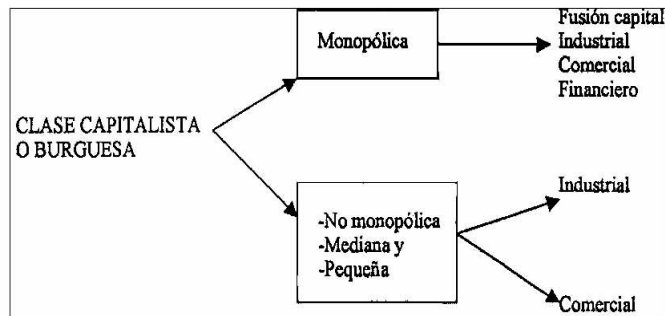 CLASE CAPITALISTA
O BURGUESA
Monopólica
Fusión capital
Industrial
Comercial
Financiero
-No monopólica
-Mediana y
-Pequeña
Industrial
Comercial